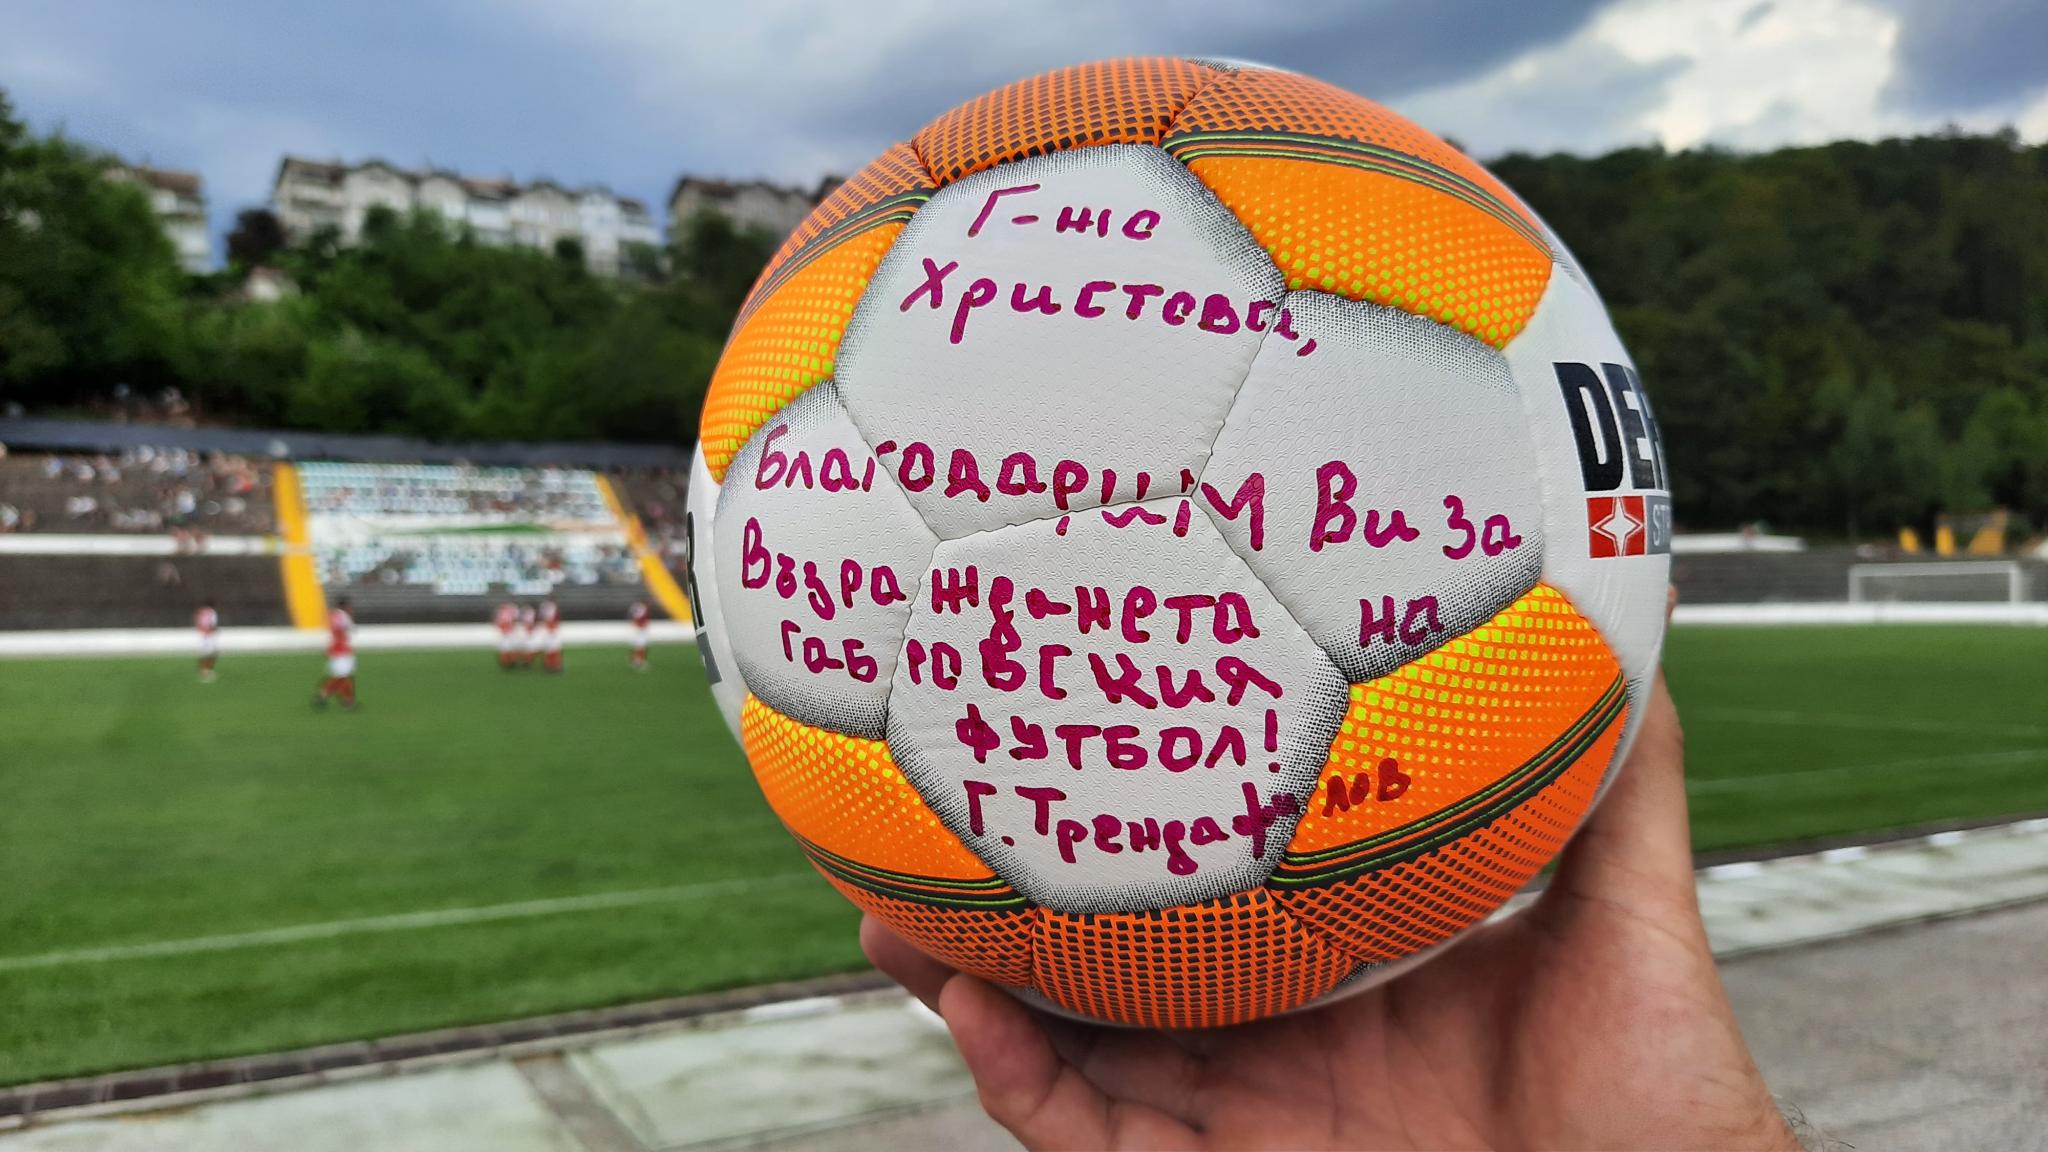 Г-жо
Христова,
Благодарим Ви за
Възраждането на
габровския
футбол!
Г. Трендафилов
DER